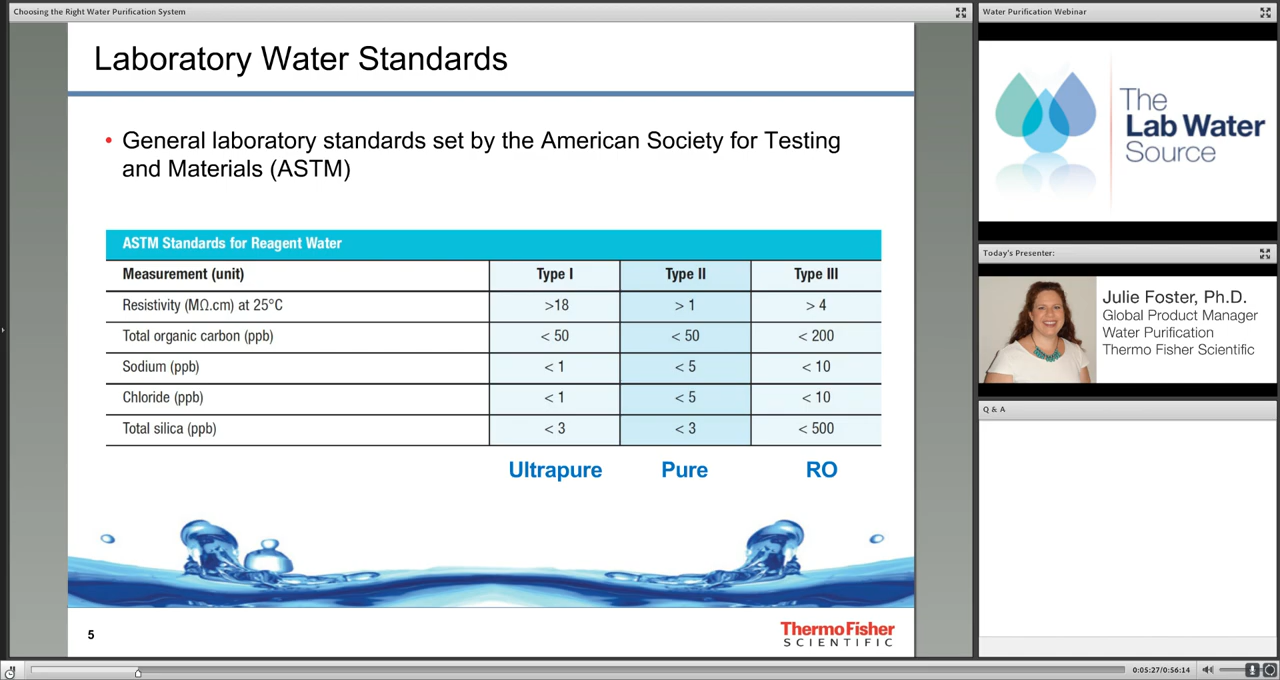 Choosing the Right Water Purification System
Laboratory Water Standards
• General laboratory standards set by the American Society for Testing
and Materials (ASTM)
ASTM Standards for Reagent Water
Measurement (unit) Type I Type II Type III
Resistivity (MΩ.cm) at 25°C >18 > 1 > 4
Total organic carbon (ppb) < 50 < 50 < 200
Sodium (ppb) < 1 < 5 < 10
Chloride (ppb) < 1 < 5 < 10
Total silica (ppb) < 3 < 3 < 500
Ultrapure Pure RO
5
ThermoFisher
SCIENTIFIC
Water Purification Webinar
The
Lab Water
Source
Today's Presenter:
Julie Foster, Ph.D.
Global Product Manager
Water Purification
Thermo Fisher Scientific
Q & A
0:05:27/0:56:14